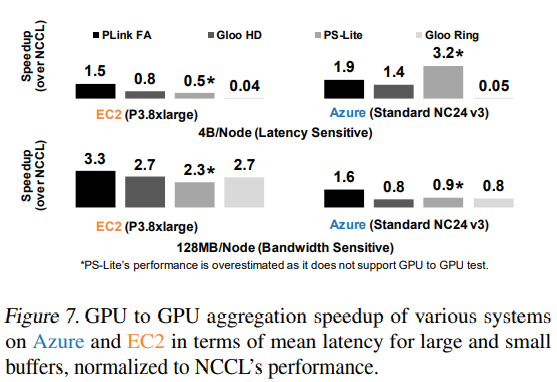 PLink FA Gloo HD PS-Lite Gloo Ring
Speedup
(over NCCL)
1.5 0.8 0.5* 0.04
EC2 (P3.8xlarge)
1.9 1.4 3.2* 0.05
Azure (Standard NC24 v3)
4B/Node (Latency Sensitive)
Speedup
(over NCCL)
3.3 2.7 2.3* 2.7
EC2 (P3.8xlarge)
1.6 0.8 0.9* 0.8
Azure (Standard NC24 v3)
128MB/Node (Bandwidth Sensitive)
*PS-Lite's performance is overestimated as it does not support GPU to GPU test.
Figure 7. GPU to GPU aggregation speedup of various systems
on Azure and EC2 in terms of mean latency for large and small
buffers, normalized to NCCL's performance.